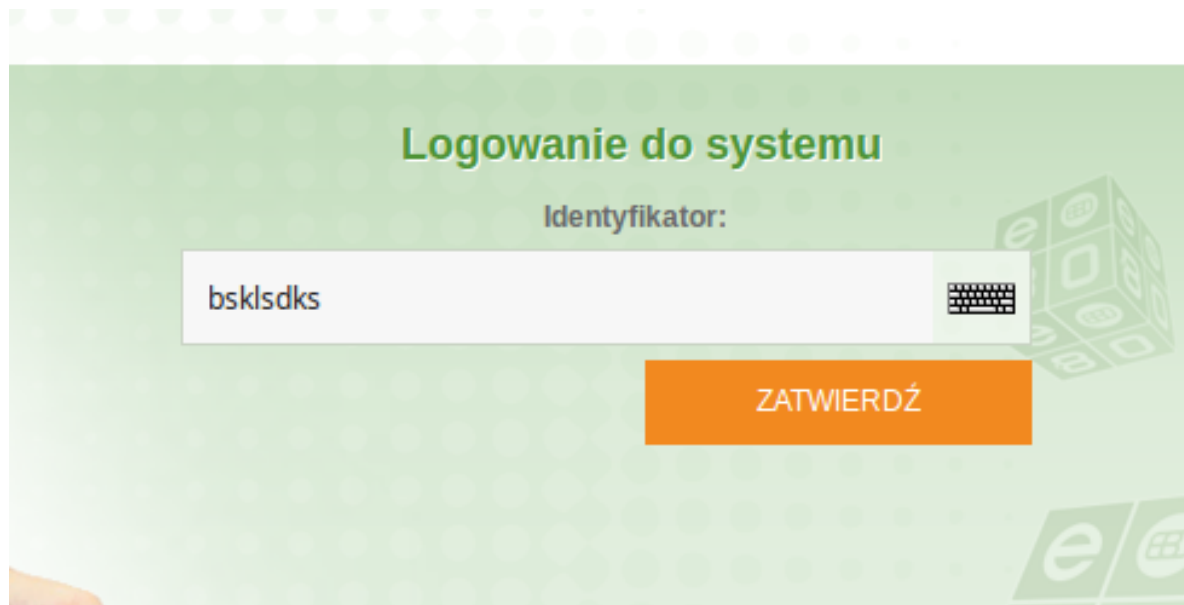 Logowanie do systemu
Identyfikator:
bsklsdks
ZATWIERDŹ